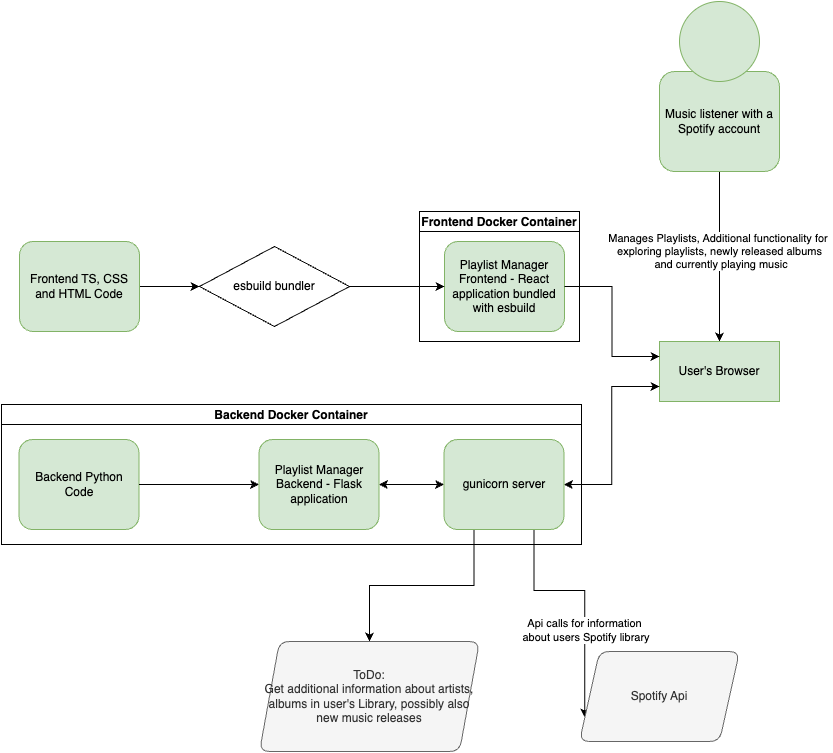 Music listener with a
Spotify account
Manages Playlists, Additional functionality for
exploring playlists, newly released albums
and currently playing music
Frontend Docker Container
Frontend TS, CSS
and HTML Code
esbuild bundler
Playlist Manager
Frontend - React
application bundled
with esbuild
User's Browser
Backend Docker Container
Backend Python
Code
Playlist Manager
Backend - Flask
application
gunicorn server
Api calls for information
about users Spotify library
ToDo:
Get additional information about artists,
albums in user's Library, possibly also
new music releases
Spotify Api